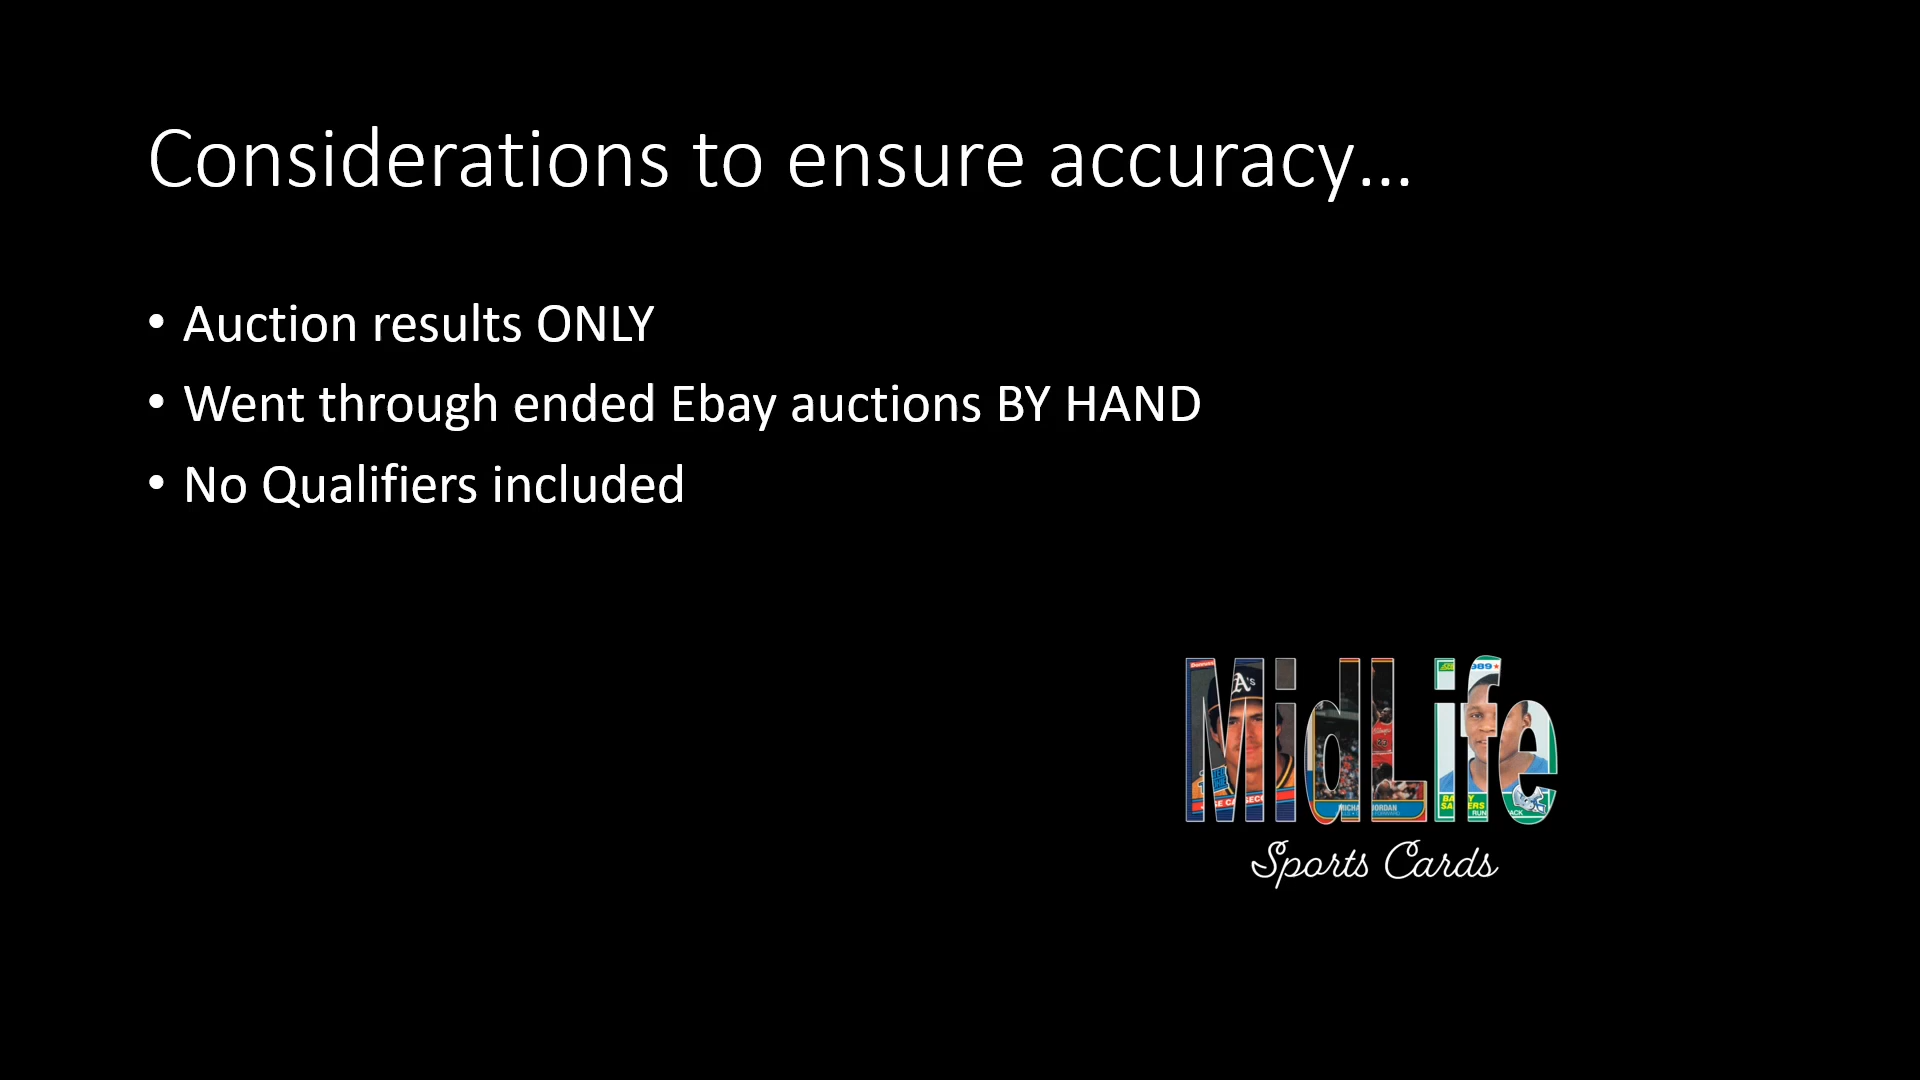 Considerations to ensure accuracy...
• Auction results ONLY
• Went through ended Ebay auctions BY HAND
• No Qualifiers included
MidLife
Sports Cards